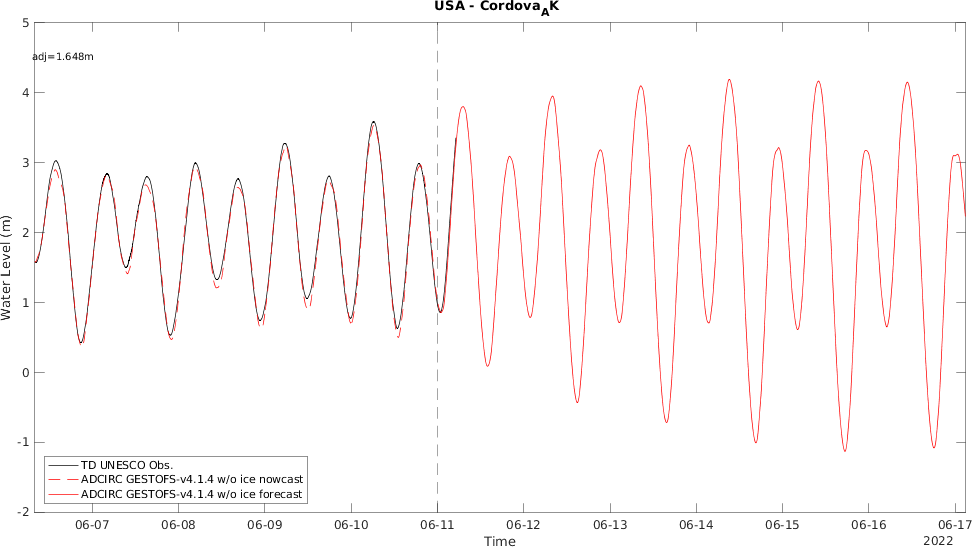 USA - Cordova_AK
adj=1.648m
5
4
3
2
1
0
-1
-2
Water Level (m)
TD UNESCO Obs.
ADCIRC GESTOFS-v4.1.4 w/o ice nowcast
ADCIRC GESTOFS-v4.1.4 w/o ice forecast
06-07 06-08 06-09 06-10 06-11 06-12 06-13 06-14 06-15 06-16 06-17
Time
2022